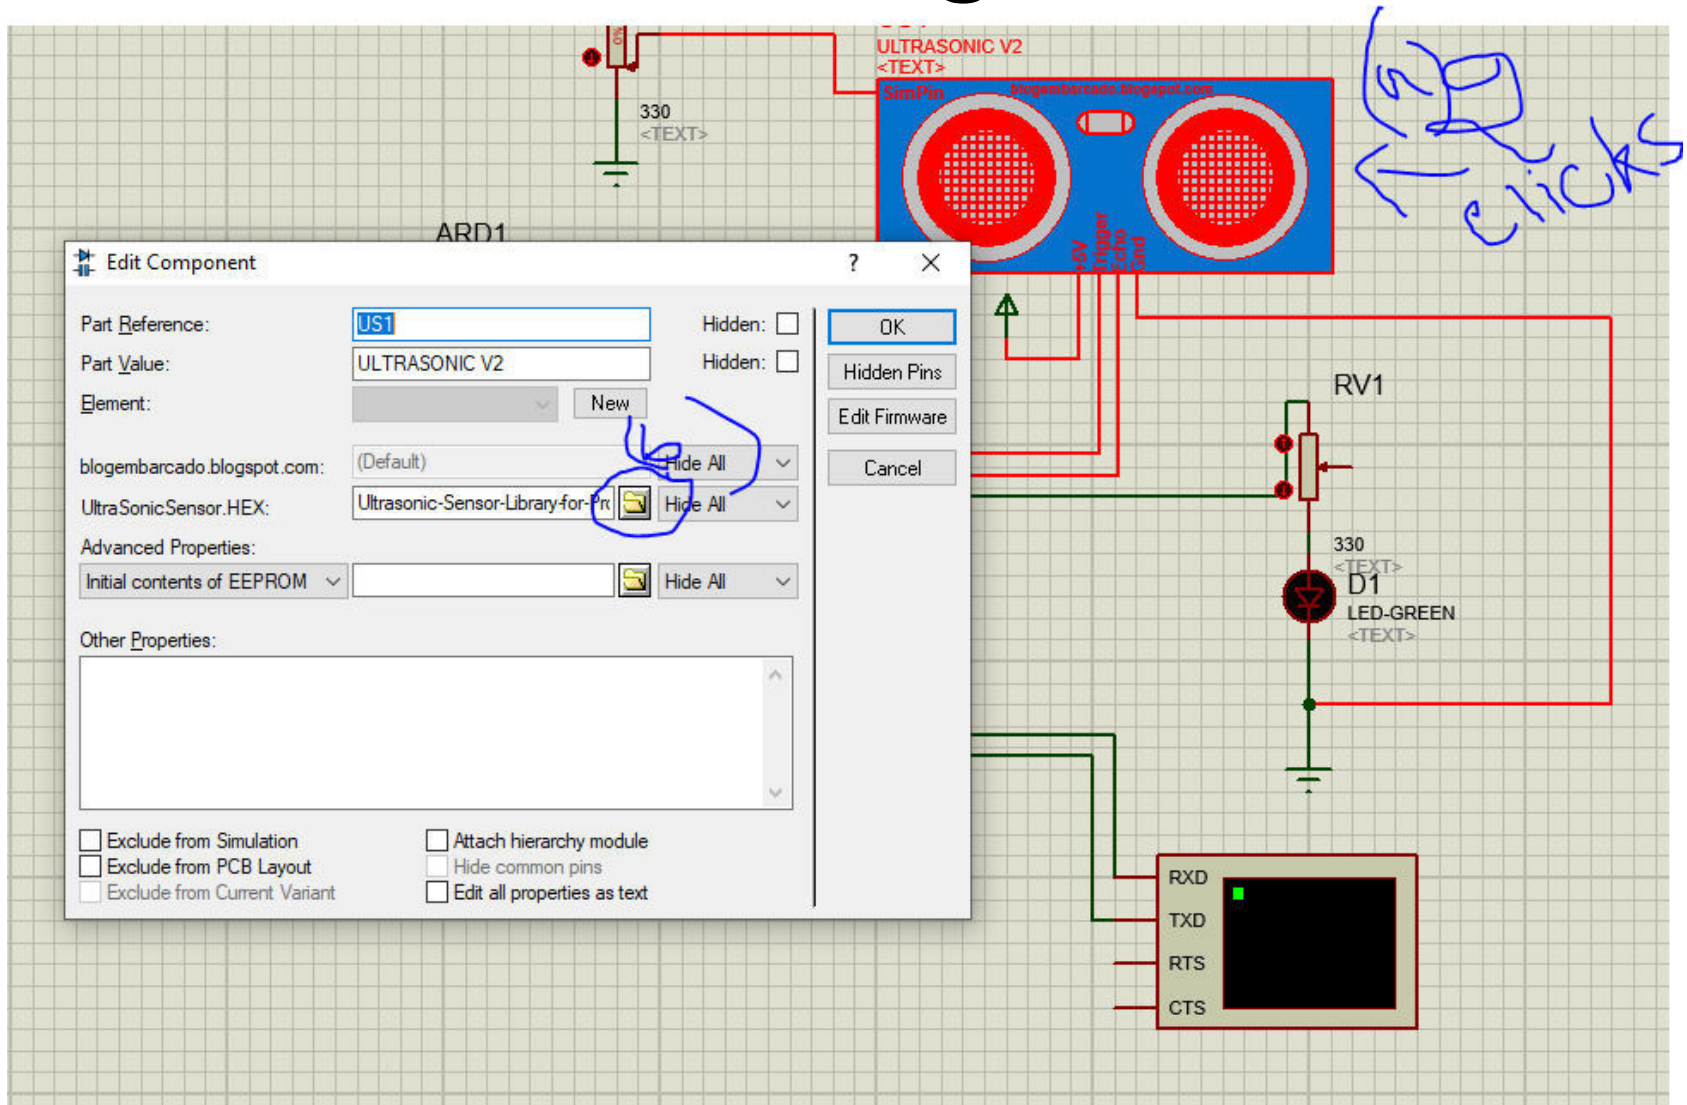 ULTRASONIC V2
<TEXT>
SimPin
blogembarcado.blogspot.com
330
<TEXT>
clicks
ARD1
+5V
Trigger
Echo
Gnd
Edit Component
? ×
Part Reference: US1 Hidden:
OK
Part Value: ULTRASONIC V2 Hidden:
Hidden Pins
Element: New
Edit Firmware
blogembarcado.blogspot.com: (Default) Hide All
Cancel
UltraSonicSensor.HEX: Ultrasonic-Sensor-Library-for-Pr Hide All
Advanced Properties:
Initial contents of EEPROM Hide All
Other Properties:
Exclude from Simulation Attach hierarchy module
Exclude from PCB Layout Hide common pins
Exclude from Current Variant Edit all properties as text
RV1
330
<TEXT>
D1
LED-GREEN
<TEXT>
RXD
TXD
RTS
CTS